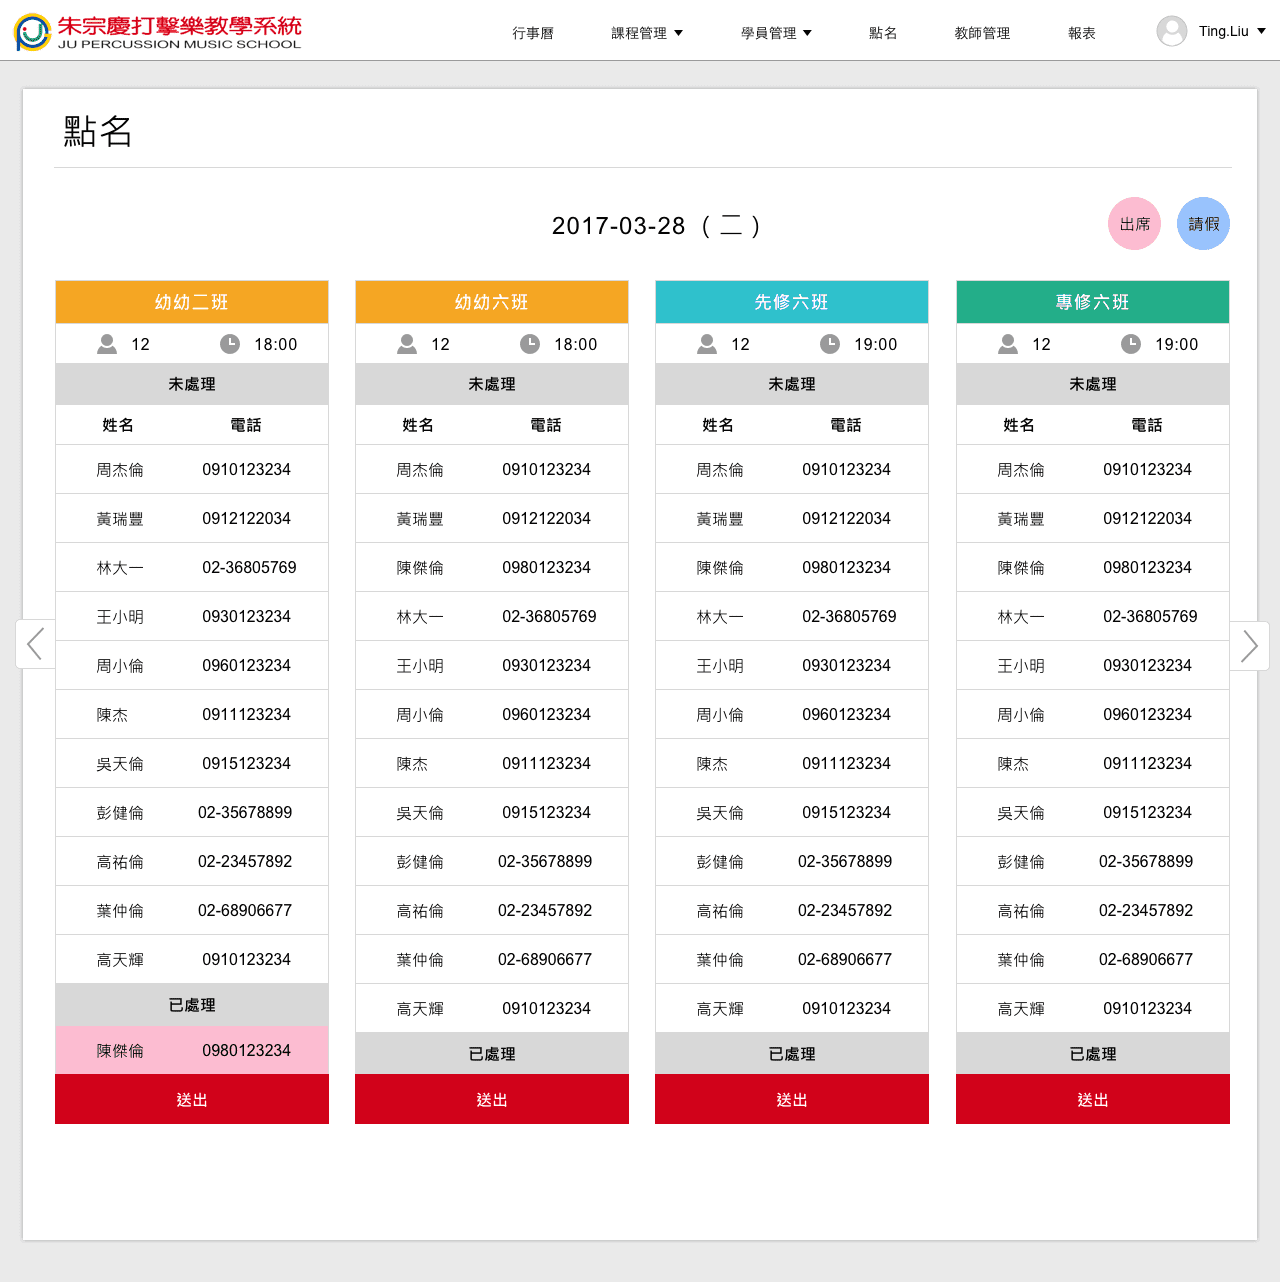 朱宗慶打擊樂教學系統
JU PERCUSSION MUSIC SCHOOL
行事曆 課程管理 學員管理 點名 教師管理 報表 Ting.Liu
點名
2017-03-28（二）
出席 請假
幼幼二班 幼幼六班 先修六班 專修六班
12 18:00 12 18:00 12 19:00 12 19:00
未處理 未處理 未處理 未處理
姓名 電話 姓名 電話 姓名 電話 姓名 電話
周杰倫 0910123234 周杰倫 0910123234 周杰倫 0910123234 周杰倫 0910123234
黃瑞豐 0912122034 黃瑞豐 0912122034 黃瑞豐 0912122034 黃瑞豐 0912122034
林大一 02-36805769 陳傑倫 0980123234 陳傑倫 0980123234 陳傑倫 0980123234
王小明 0930123234 林大一 02-36805769 林大一 02-36805769 林大一 02-36805769
周小倫 0960123234 王小明 0930123234 王小明 0930123234 王小明 0930123234
陳杰 0911123234 周小倫 0960123234 周小倫 0960123234 周小倫 0960123234
吳天倫 0915123234 陳杰 0911123234 陳杰 0911123234 陳杰 0911123234
彭健倫 02-35678899 吳天倫 0915123234 吳天倫 0915123234 吳天倫 0915123234
高祐倫 02-23457892 彭健倫 02-35678899 彭健倫 02-35678899 彭健倫 02-35678899
葉仲倫 02-68906677 高祐倫 02-23457892 高祐倫 02-23457892 高祐倫 02-23457892
高天輝 0910123234 葉仲倫 02-68906677 葉仲倫 02-68906677 葉仲倫 02-68906677
已處理 高天輝 0910123234 高天輝 0910123234 高天輝 0910123234
陳傑倫 0980123234 已處理 已處理 已處理
送出 送出 送出 送出